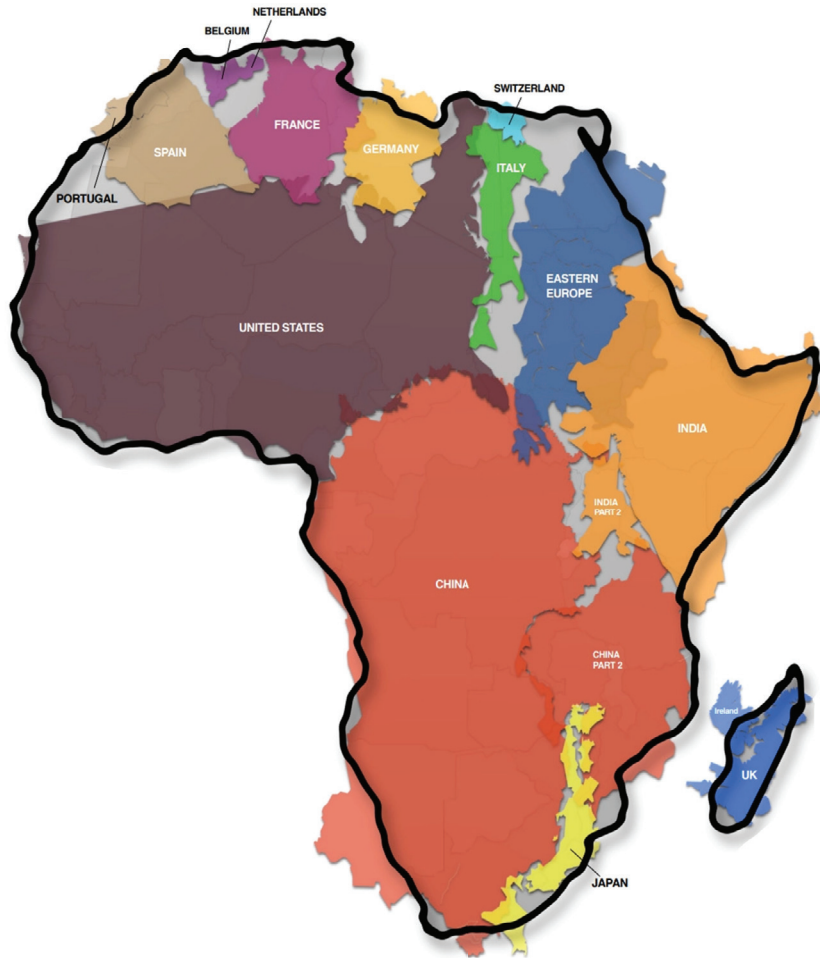 NETHERLANDS
BELGIUM
SWITZERLAND
FRANCE
GERMANY
SPAIN
ITALY
PORTUGAL
EASTERN
EUROPE
UNITED STATES
INDIA
INDIA
PART 2
CHINA
CHINA
PART 2
Ireland
UK
JAPAN